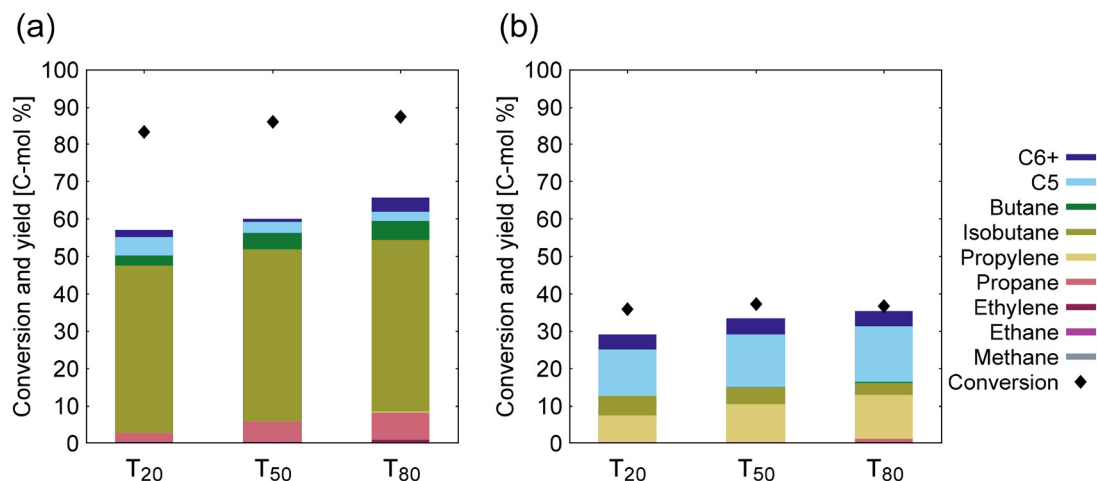 (a)
Conversion and yield [C-mol %]
100
90
80
70
60
50
40
30
20
10
0
T20
T50
T80
(b)
Conversion and yield [C-mol %]
100
90
80
70
60
50
40
30
20
10
0
T20
T50
T80
C6+
C5
Butane
Isobutane
Propylene
Propane
Ethylene
Ethane
Methane
Conversion